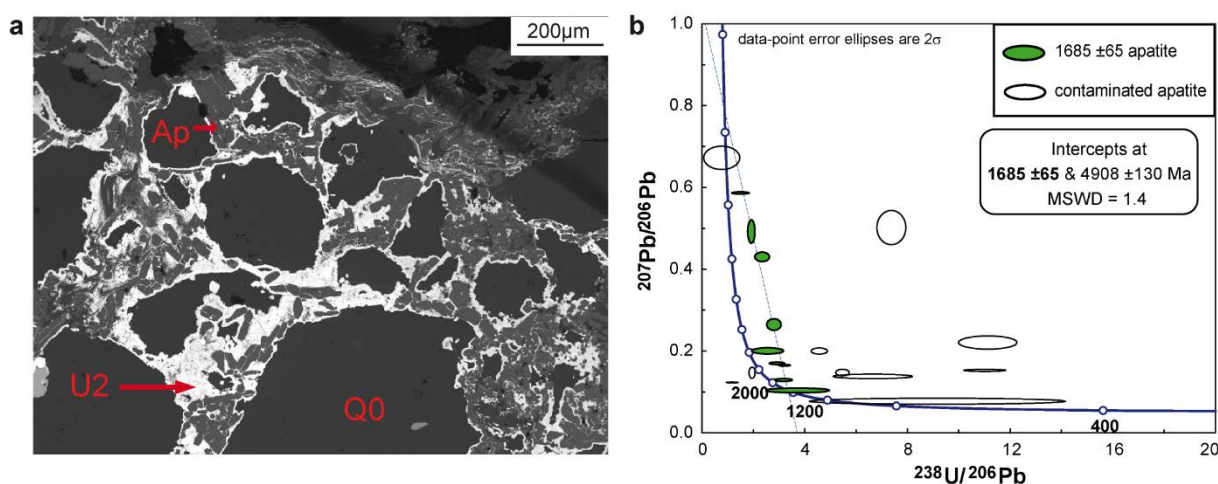 a
200µm
Ap
U2
Q0
b
data-point error ellipses are 2σ
1685 ±65 apatite
contaminated apatite
Intercepts at
1685 ±65 & 4908 ±130 Ma
MSWD = 1.4
207Pb/206Pb
1.0
0.8
0.6
0.4
0.2
0.0
2000
1200
400
0
4
8
12
16
20
238U/206Pb